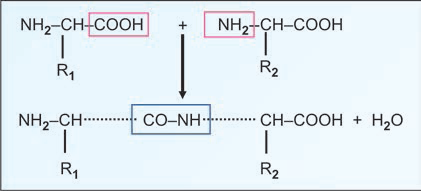 NH₂–CH–COOH + NH₂–CH–COOH
R₁ R₂
NH₂–CH CO–NH CH–COOH + H₂O
R₁ R₂